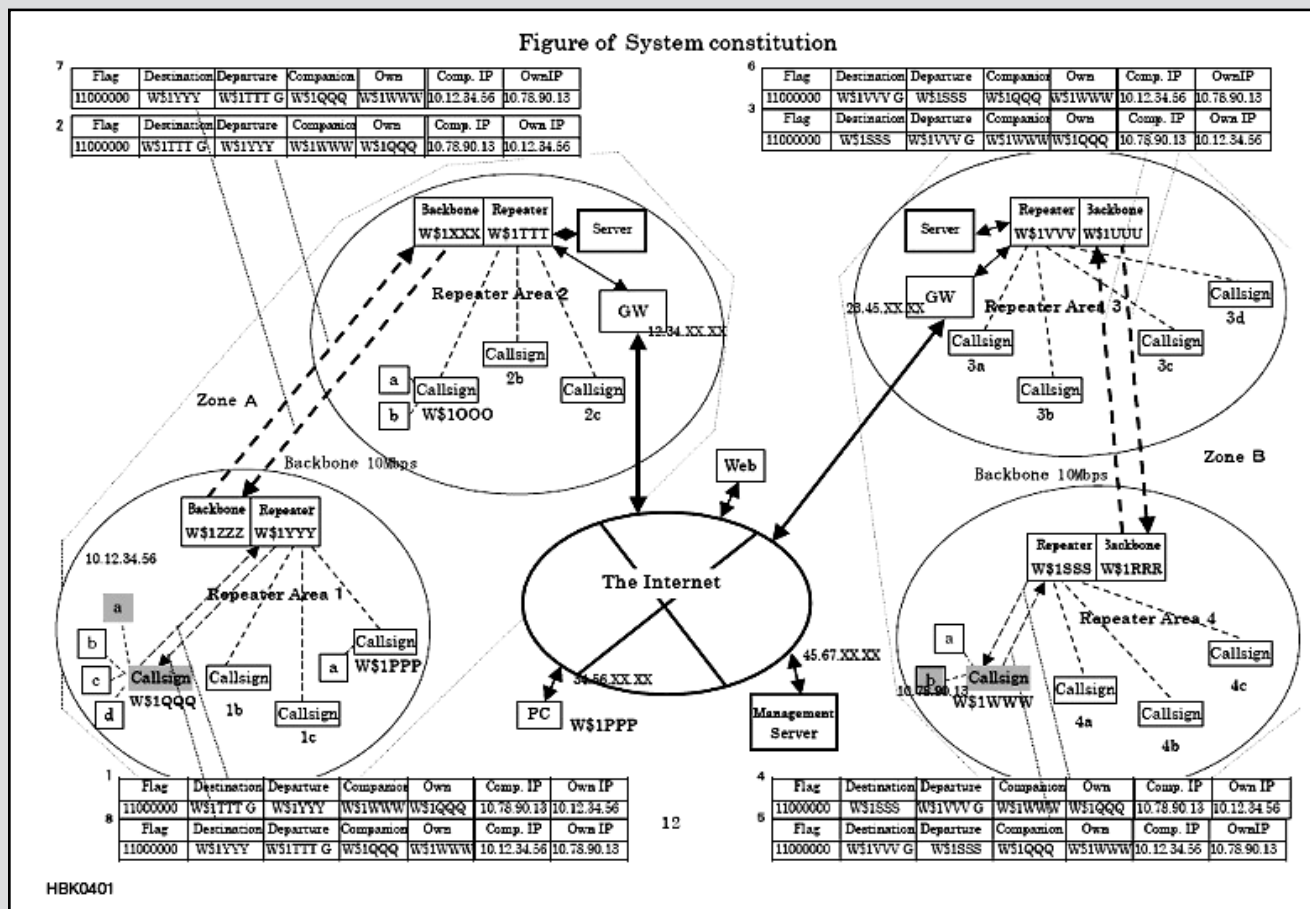 Figure of System constitution
7
Flag Destination Departure Companion Own Comp. IP OwnIP
11000000 W$1YYY W$1TTT G W$1QQQ W$1WWW 10.12.34.56 10.78.90.13
2
Flag Destination Departure Companion Own Comp. IP Own IP
11000000 W$1TTT G W$1YYY W$1WWW W$1QQQ 10.78.90.13 10.12.34.56
6
Flag Destination Departure Companion Own Comp. IP OwnIP
11000000 W$1VVV G W$1SSS W$1QQQ W$1WWW 10.12.34.56 10.78.90.13
3
Flag Destination Departure Companion Own Comp. IP Own IP
11000000 W$1SSS W$1VVV G W$1WWW W$1QQQ 10.78.90.13 10.12.34.56
Backbone Repeater
W$1XXX W$1TTT
Server
Repeater Area 2
GW
12.34.XX.XX
Callsign
2b
a
b
Callsign
W$1OOO
Callsign
2c
Zone A
Backbone 10Mbps
Server
Repeater Backbone
W$1VVV W$1UUU
GW
23.45.XX.XX
Repeater Area 3
Callsign
3d
Callsign
3a
Callsign
3c
Callsign
3b
Zone B
Backbone 10Mbps
Web
The Internet
34.56.XX.XX
45.67.XX.XX
PC
W$1PPP
Management
Server
Backbone Repeater
W$1ZZZ W$1YYY
10.12.34.56
Repeater Area 1
a
b
c
d
Callsign
W$1QQQ
Callsign
1b
Callsign
1c
Callsign
a
W$1PPP
Repeater Backbone
W$1SSS W$1RRR
Repeater Area 4
a
b
10.78.90.13
Callsign
W$1WWW
Callsign
4a
Callsign
4b
Callsign
4c
1
Flag Destination Departure Companion Own Comp. IP Own IP
11000000 W$1TTT G W$1YYY W$1WWW W$1QQQ 10.78.90.13 10.12.34.56
8
Flag Destination Departure Companion Own Comp. IP Own IP
11000000 W$1YYY W$1TTT G W$1QQQ W$1WWW 10.12.34.56 10.78.90.13
12
4
Flag Destination Departure Companion Own Comp. IP Own IP
11000000 W$1SSS W$1VVV G W$1WWW W$1QQQ 10.78.90.13 10.12.34.56
5
Flag Destination Departure Companion Own Comp. IP OwnIP
11000000 W$1VVV G W$1SSS W$1QQQ W$1WWW 10.12.34.56 10.78.90.13
HBK0401